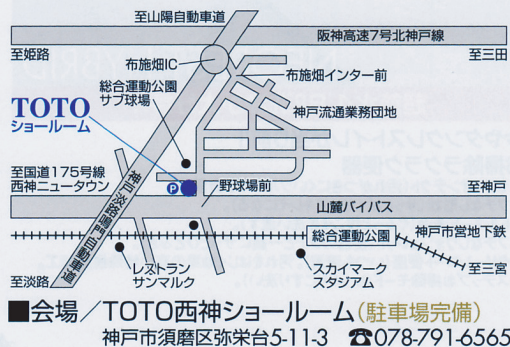 至山陽自動車道
阪神高速7号北神戸線
至姫路
布施畑IC
至三田
布施畑インター前
総合運動公園
サブ球場
神戸流通業務団地
TOTO
ショールーム
至国道175号線
西神ニュータウン
P
野球場前
至神戸
山麓バイパス
神戸淡路鳴門自動車道
総合運動公園
神戸市営地下鉄
至淡路
レストラン
サンマルク
スカイマーク
スタジアム
至三宮
■会場／TOTO西神ショールーム(駐車場完備)
神戸市須磨区弥栄台5-11-3 ☎078-791-6565